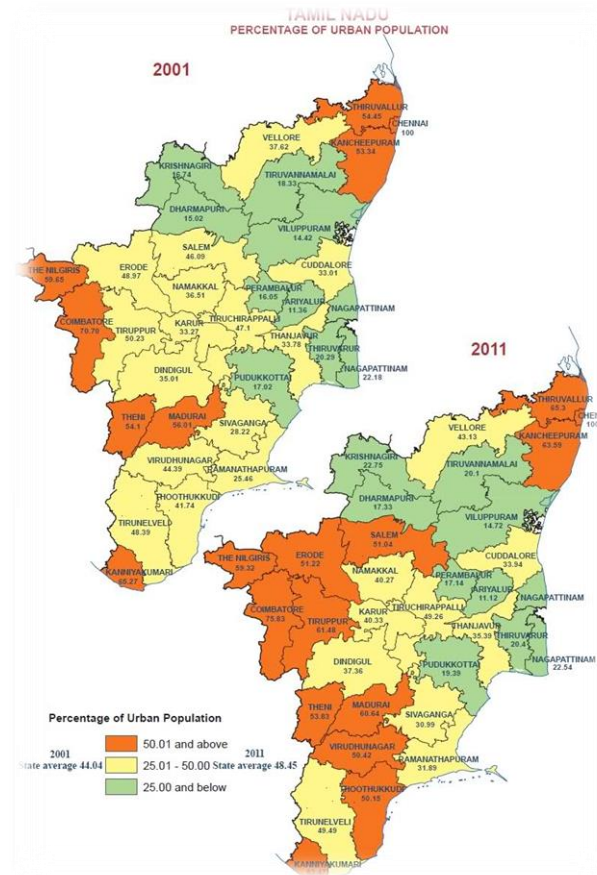 TAMIL NADU
PERCENTAGE OF URBAN POPULATION
2001
THIRUVALLUR
54.45
CHENNAI
100
VELLORE
37.62
KANCHEEPURAM
53.34
KRISHNAGIRI
16.74
TIRUVANNAMALAI
18.33
DHARMAPURI
15.02
VILUPPURAM
14.42
SALEM
46.09
CUDDALORE
33.01
THE NILGIRIS
59.65
ERODE
48.97
NAMAKKAL
36.51
PERAMBALUR
16.05
ARIYALUR
11.36
NAGAPATTINAM
COIMBATORE
70.70
TIRUPPUR
50.23
KARUR
33.27
TIRUCHIRAPPALLI
47.1
THANJAVUR
33.78
THIRUVARUR
20.29
NAGAPATTINAM
22.18
DINDIGUL
35.01
PUDUKKOTTAI
17.02
THENI
54.1
MADURAI
56.01
SIVAGANGA
28.22
VIRUDHUNAGAR
44.39
RAMANATHAPURAM
25.46
THOOTHUKKUDI
41.74
TIRUNELVELI
48.39
KANNIYAKUMARI
65.27
2011
THIRUVALLUR
65.3
CHEN
100
VELLORE
43.13
KANCHEEPURAM
63.59
KRISHNAGIRI
22.75
TIRUVANNAMALAI
20.1
DHARMAPURI
17.33
VILUPPURAM
14.72
SALEM
51.04
CUDDALORE
33.94
THE NILGIRIS
59.32
ERODE
51.22
NAMAKKAL
40.27
PERAMBALUR
17.14
ARIYALUR
11.12
NAGAPATTINAM
COIMBATORE
75.83
TIRUPPUR
61.48
KARUR
40.33
TIRUCHIRAPPALLI
49.26
THANJAVUR
35.39
THIRUVARUR
20.4
NAGAPATTINAM
22.54
DINDIGUL
37.36
PUDUKKOTTAI
19.39
THENI
53.83
MADURAI
60.64
SIVAGANGA
30.99
VIRUDHUNAGAR
50.42
RAMANATHAPURAM
31.89
THOOTHUKKUDI
50.15
TIRUNELVELI
49.49
KANNIYAKUMARI
Percentage of Urban Population
50.01 and above
25.01 - 50.00
25.00 and below
2001
State average 44.04
2011
State average 48.45